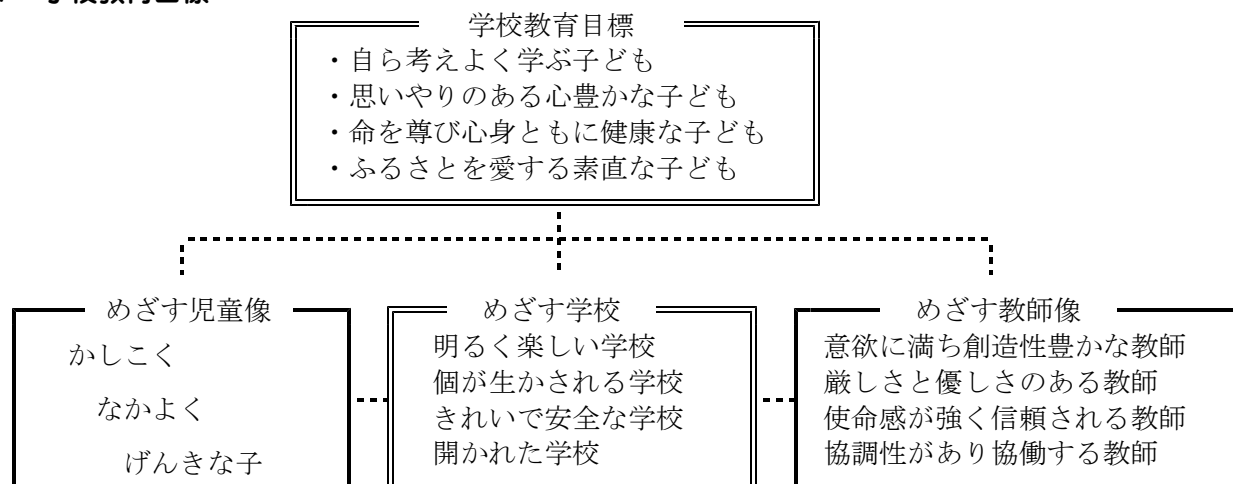 学校教育目標
・自ら考えよく学ぶ子ども
・思いやりのある心豊かな子ども
・命を尊び心身ともに健康な子ども
・ふるさとを愛する素直な子ども
めざす児童像
かしこく
なかよく
げんきな子
めざす学校
明るく楽しい学校
個が生かされる学校
きれいで安全な学校
開かれた学校
めざす教師像
意欲に満ち創造性豊かな教師
厳しさと優しさのある教師
使命感が強く信頼される教師
協調性があり協働する教師